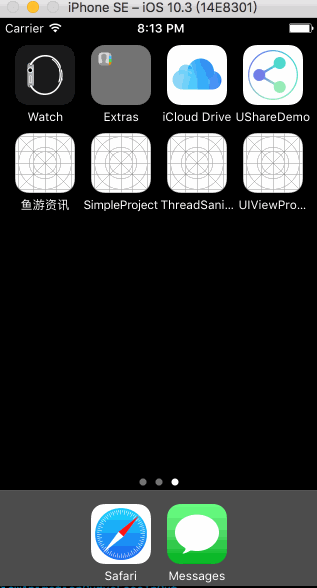 iPhone SE – iOS 10.3 (14E8301)
Carrier 8:13 PM
Watch Extras iCloud Drive UShareDemo
鱼游资讯 SimpleProject ThreadSani... UIViewPro...
Safari Messages